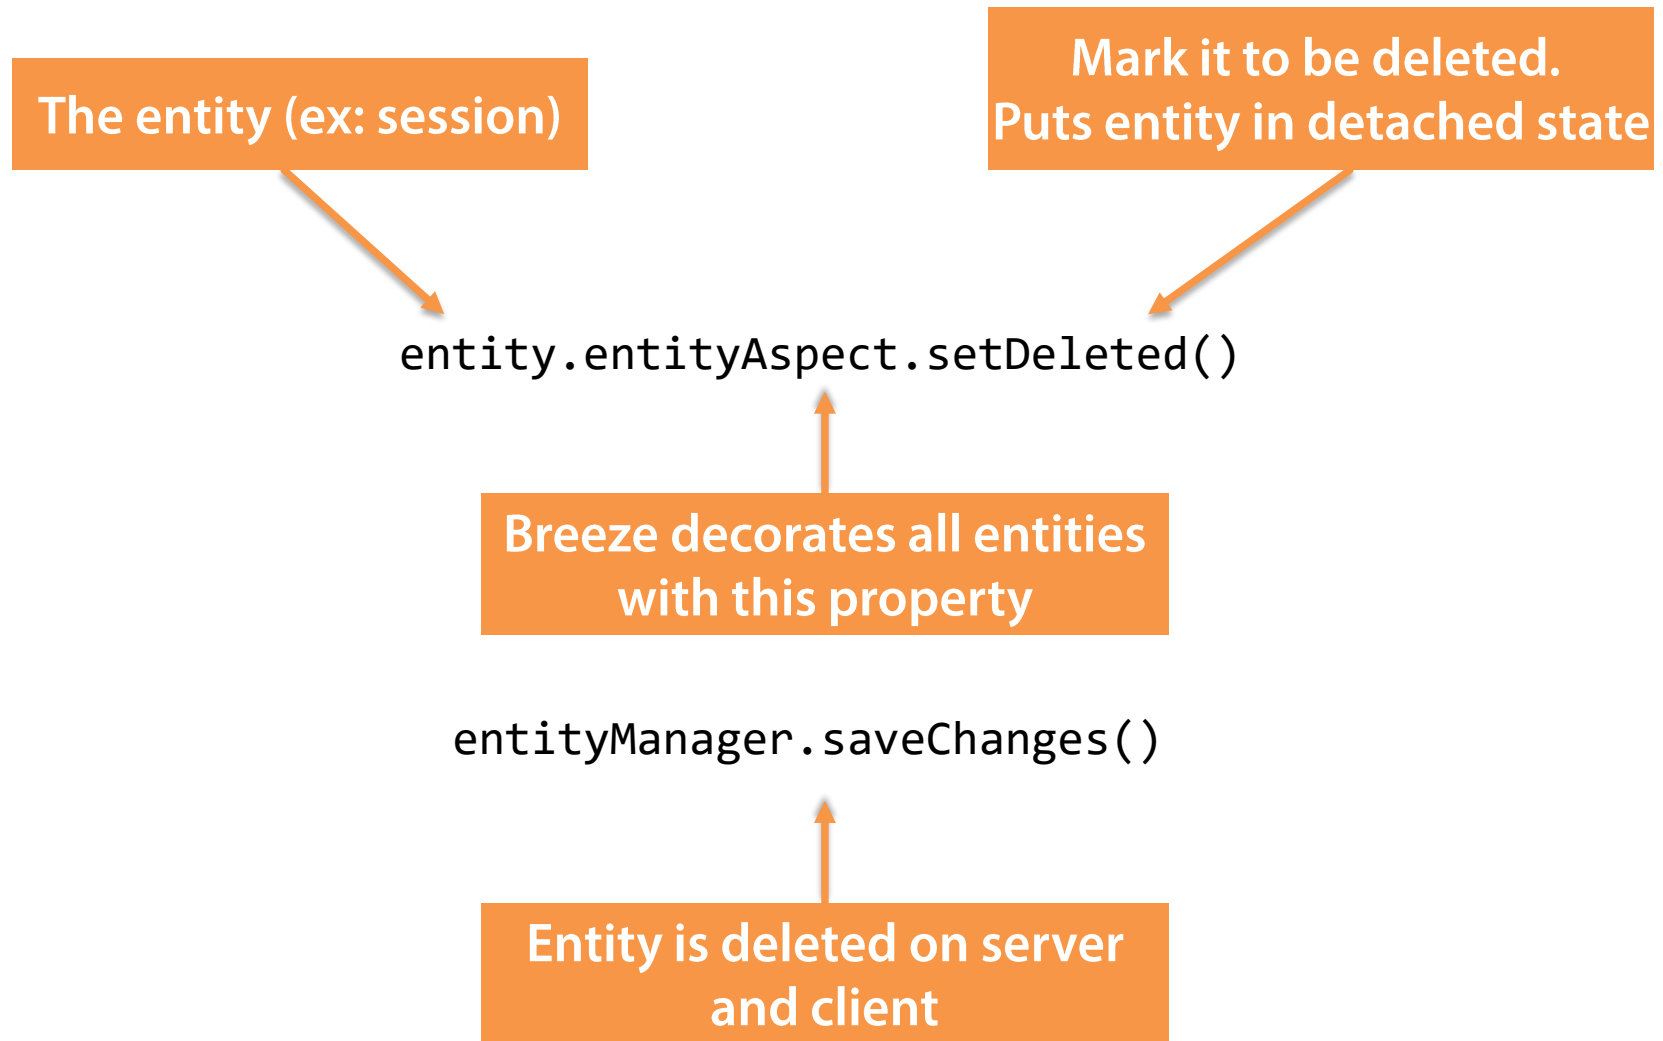 The entity (ex: session)
Mark it to be deleted.
Puts entity in detached state
entity.entityAspect.setDeleted()
Breeze decorates all entities
with this property
entityManager.saveChanges()
Entity is deleted on server
and client